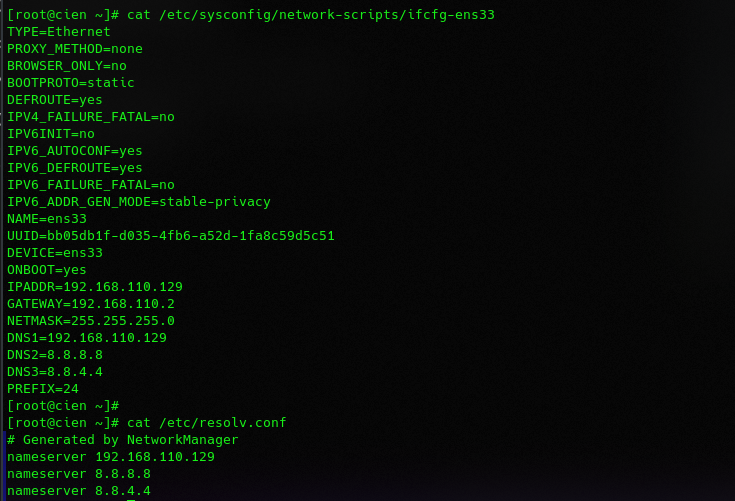 [root@cien ~]# cat /etc/sysconfig/network-scripts/ifcfg-ens33
TYPE=Ethernet
PROXY_METHOD=none
BROWSER_ONLY=no
BOOTPROTO=static
DEFROUTE=yes
IPV4_FAILURE_FATAL=no
IPV6INIT=no
IPV6_AUTOCONF=yes
IPV6_DEFROUTE=yes
IPV6_FAILURE_FATAL=no
IPV6_ADDR_GEN_MODE=stable-privacy
NAME=ens33
UUID=bb05db1f-d035-4fb6-a52d-1fa8c59d5c51
DEVICE=ens33
ONBOOT=yes
IPADDR=192.168.110.129
GATEWAY=192.168.110.2
NETMASK=255.255.255.0
DNS1=192.168.110.129
DNS2=8.8.8.8
DNS3=8.8.4.4
PREFIX=24
[root@cien ~]#
[root@cien ~]# cat /etc/resolv.conf
# Generated by NetworkManager
nameserver 192.168.110.129
nameserver 8.8.8.8
nameserver 8.8.4.4